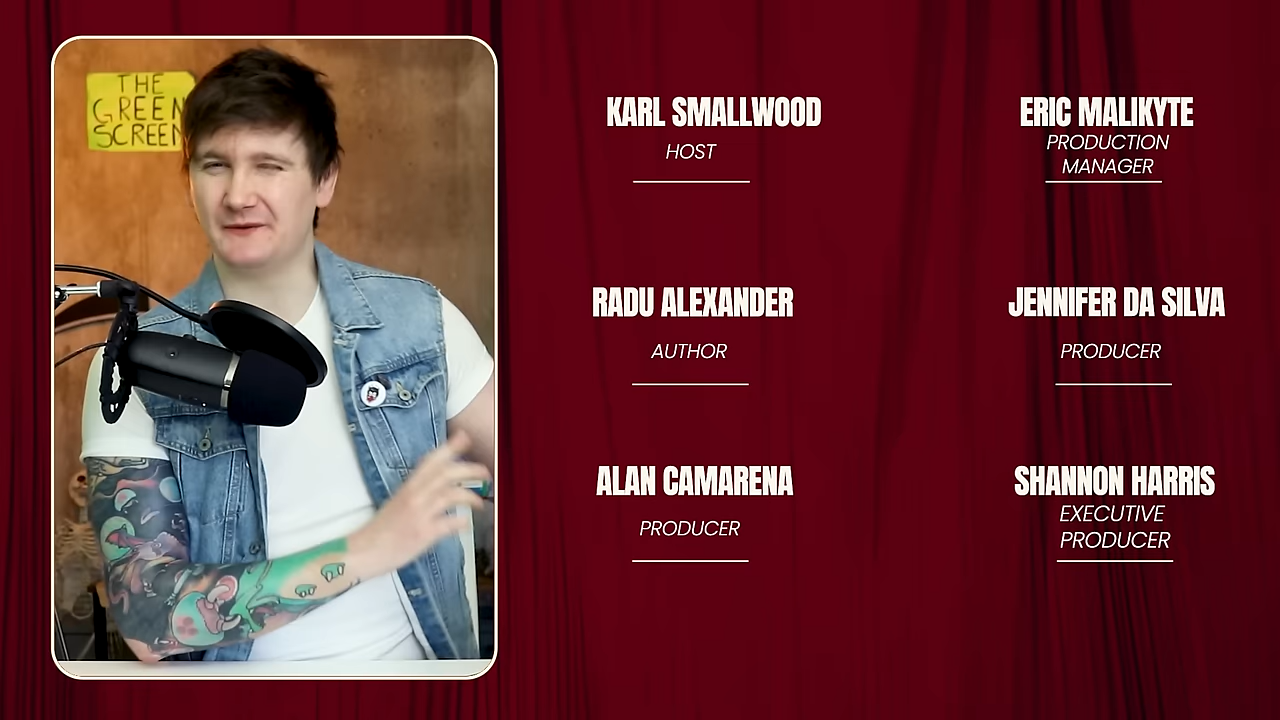 THE
GREEN
SCREEN
KARL SMALLWOOD
HOST
ERIC MALIKYTE
PRODUCTION
MANAGER
RADU ALEXANDER
AUTHOR
JENNIFER DA SILVA
PRODUCER
ALAN CAMARENA
PRODUCER
SHANNON HARRIS
EXECUTIVE
PRODUCER